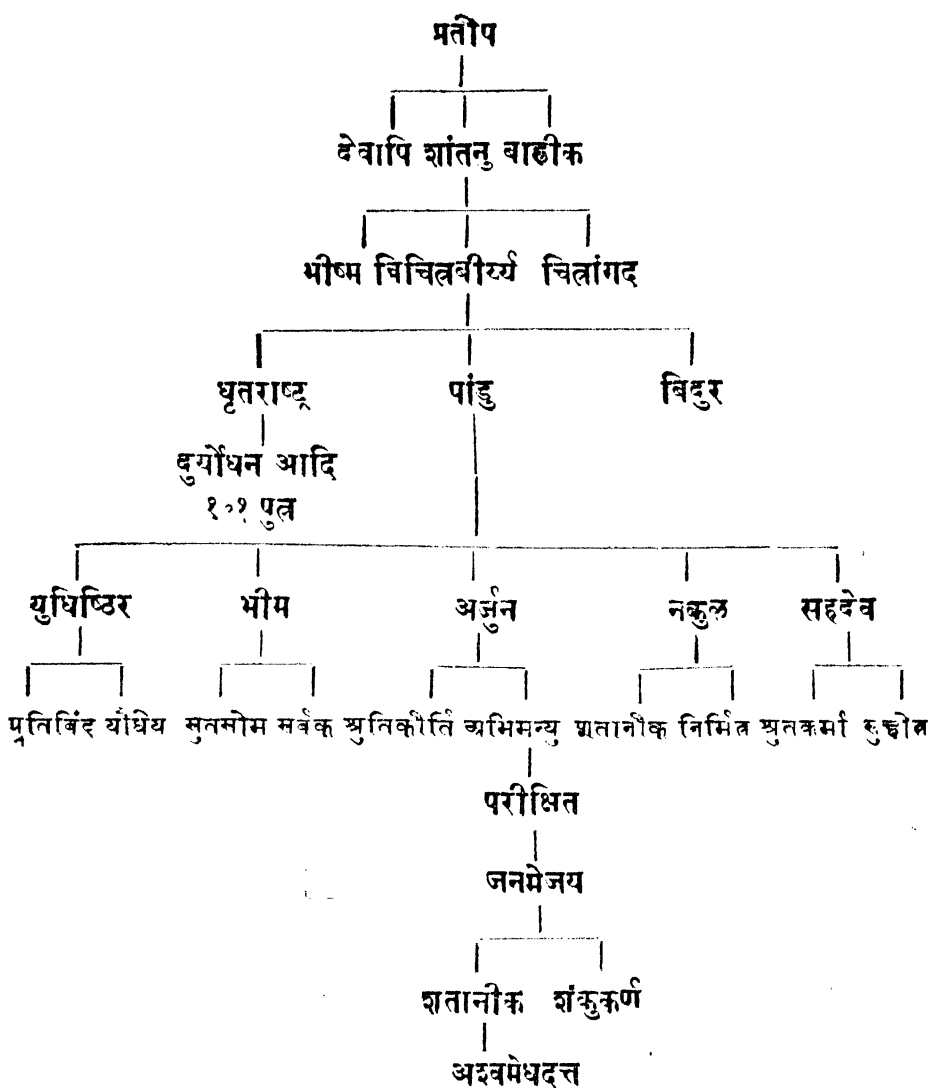 प्रतीप
देवापि शांतनु बाह्लीक
भीष्म विचित्रबीर्य्य चित्रांगद
धृतराष्ट्र पांडु बिदुर
दुर्योधन आदि
१०१ पुत्र
युधिष्ठिर भीम अर्जुन नकुल सहदेव
प्रतिबिंद यौधेय सुतसोम सर्वक श्रुतिकीर्ति अभिमन्यु शतानीक निर्मित्र श्रुतकर्मा सुहोत्र
परीक्षित
जनमेजय
शतानीक शंकुकर्ण
अश्वमेधदत्त